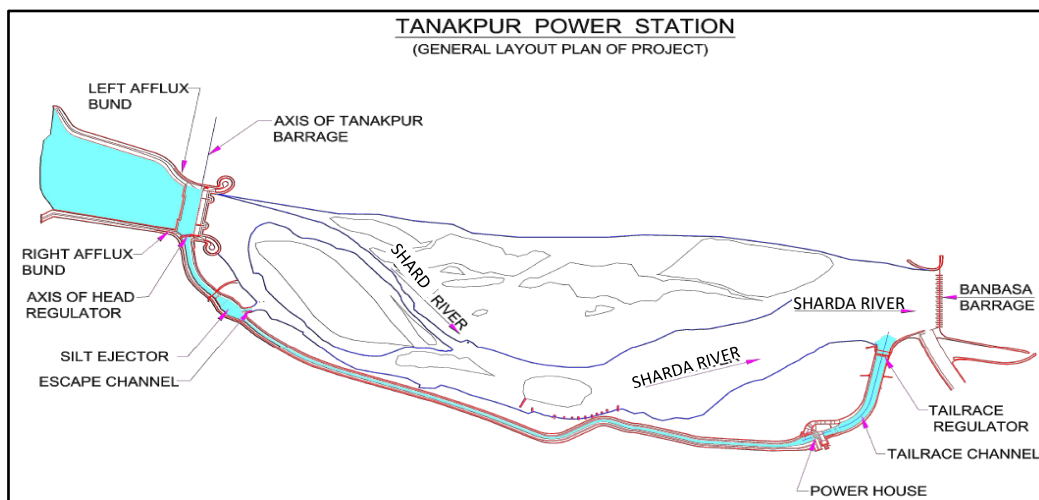 TANAKPUR POWER STATION
(GENERAL LAYOUT PLAN OF PROJECT)
LEFT AFFLUX
BUND
AXIS OF TANAKPUR
BARRAGE
RIGHT AFFLUX
BUND
AXIS OF HEAD
REGULATOR
SILT EJECTOR
ESCAPE CHANNEL
SHARD RIVER
SHARDA RIVER
SHARDA RIVER
BANBASA
BARRAGE
TAILRACE
REGULATOR
TAILRACE CHANNEL
POWER HOUSE